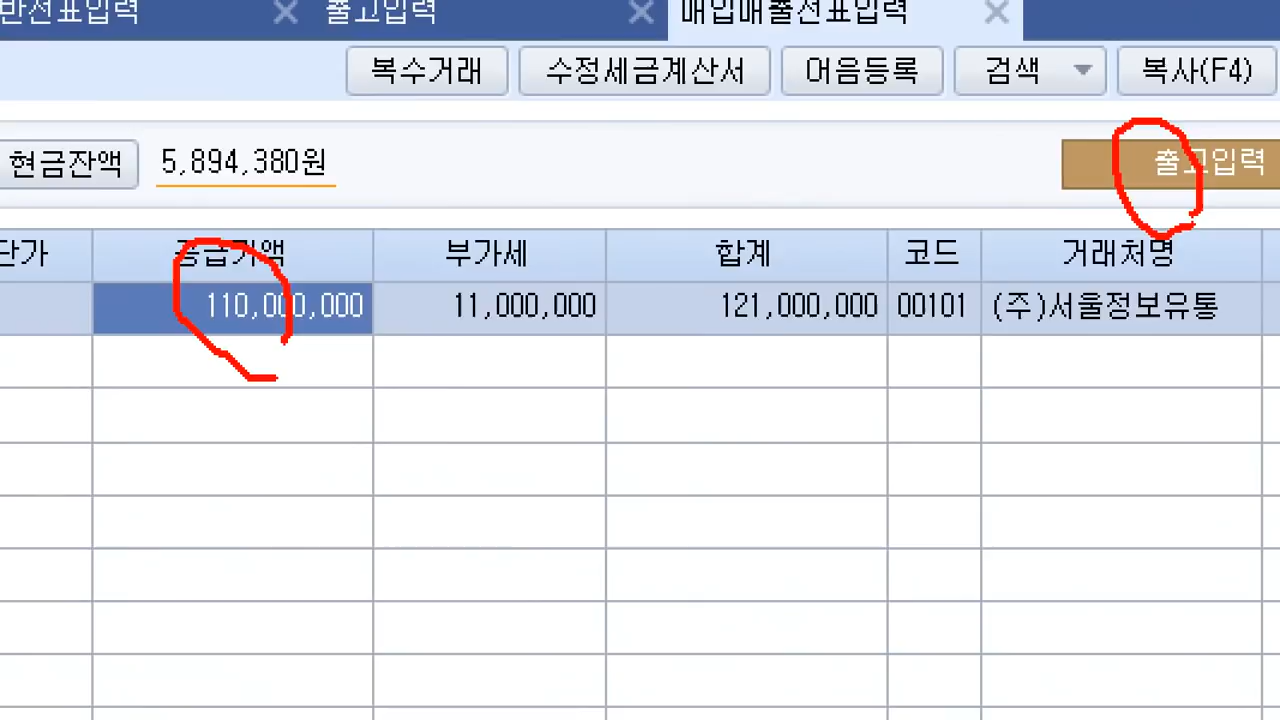 반전표입력 출고입력 매입매출전표입력
복수거래 수정세금계산서 어음등록 검색 복사(F4)
현금잔액 5,894,380원 출고입력
단가 공급가액 부가세 합계 코드 거래처명
110,000,000 11,000,000 121,000,000 00101 (주)서울정보유통